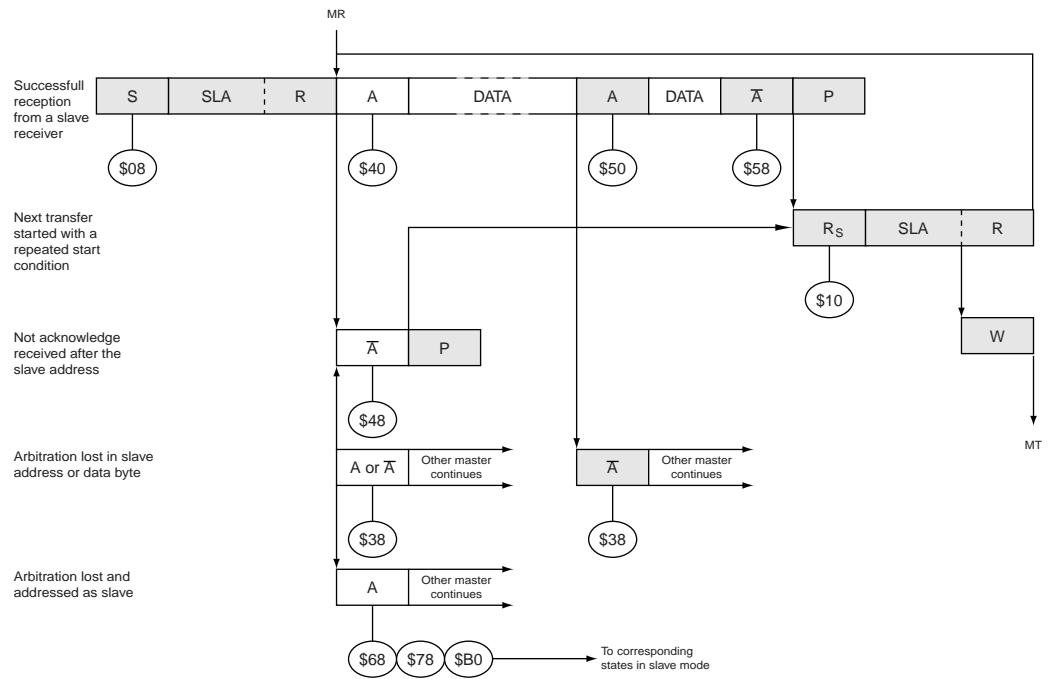 MR
Successfull
reception
from a slave
receiver
S SLA R A DATA A DATA A̅ P
$08 $40 $50 $58
Next transfer
started with a
repeated start
condition
RS SLA R
$10
Not acknowledge
received after the
slave address
A̅ P
W
$48
MT
Arbitration lost in slave
address or data byte
A or A̅ Other master
continues
A̅ Other master
continues
$38 $38
Arbitration lost and
addressed as slave
A Other master
continues
$68 $78 $B0 To corresponding
states in slave mode